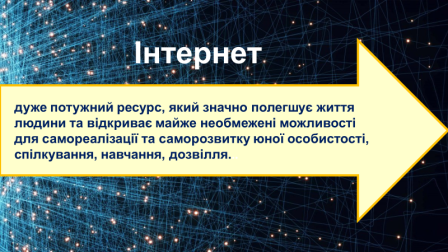 Інтернет
дуже потужний ресурс, який значно полегшує життя
людини та відкриває майже необмежені можливості
для самореалізації та саморозвитку юної особистості,
спілкування, навчання, дозвілля.